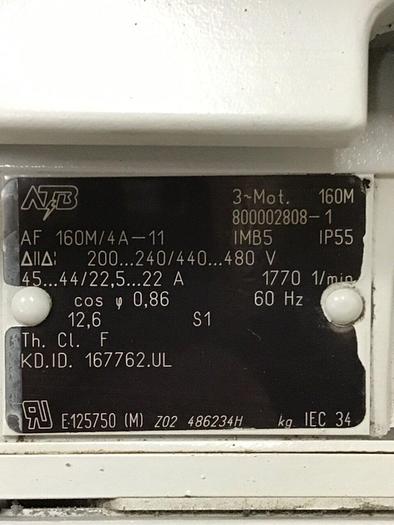 ATB 3~Mot. 160M
800002808-1
AF 160M/4A-11 IMB5 IP55
Δ||Δ: 200...240/440...480 V
45...44/22,5...22 A 1770 1/min
cos φ 0,86 60 Hz
12,6 S1
Th. Cl. F
KD.ID. 167762.UL
E-125750 (M) Z02 486234H kg IEC 34